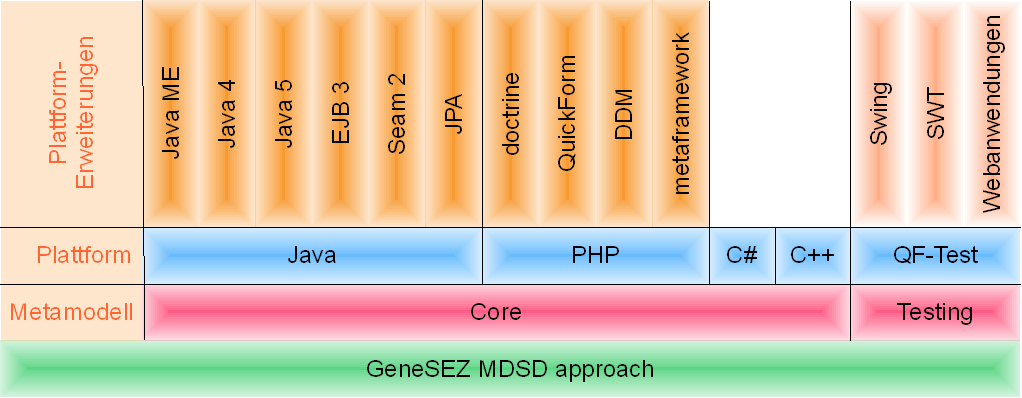 Plattform-
Erweiterungen
Java ME
Java 4
Java 5
EJB 3
Seam 2
JPA
doctrine
QuickForm
DDM
metaframework
Swing
SWT
Webanwendungen
Plattform
Java
PHP
C#
C++
QF-Test
Metamodell
Core
Testing
GeneSEZ MDSD approach